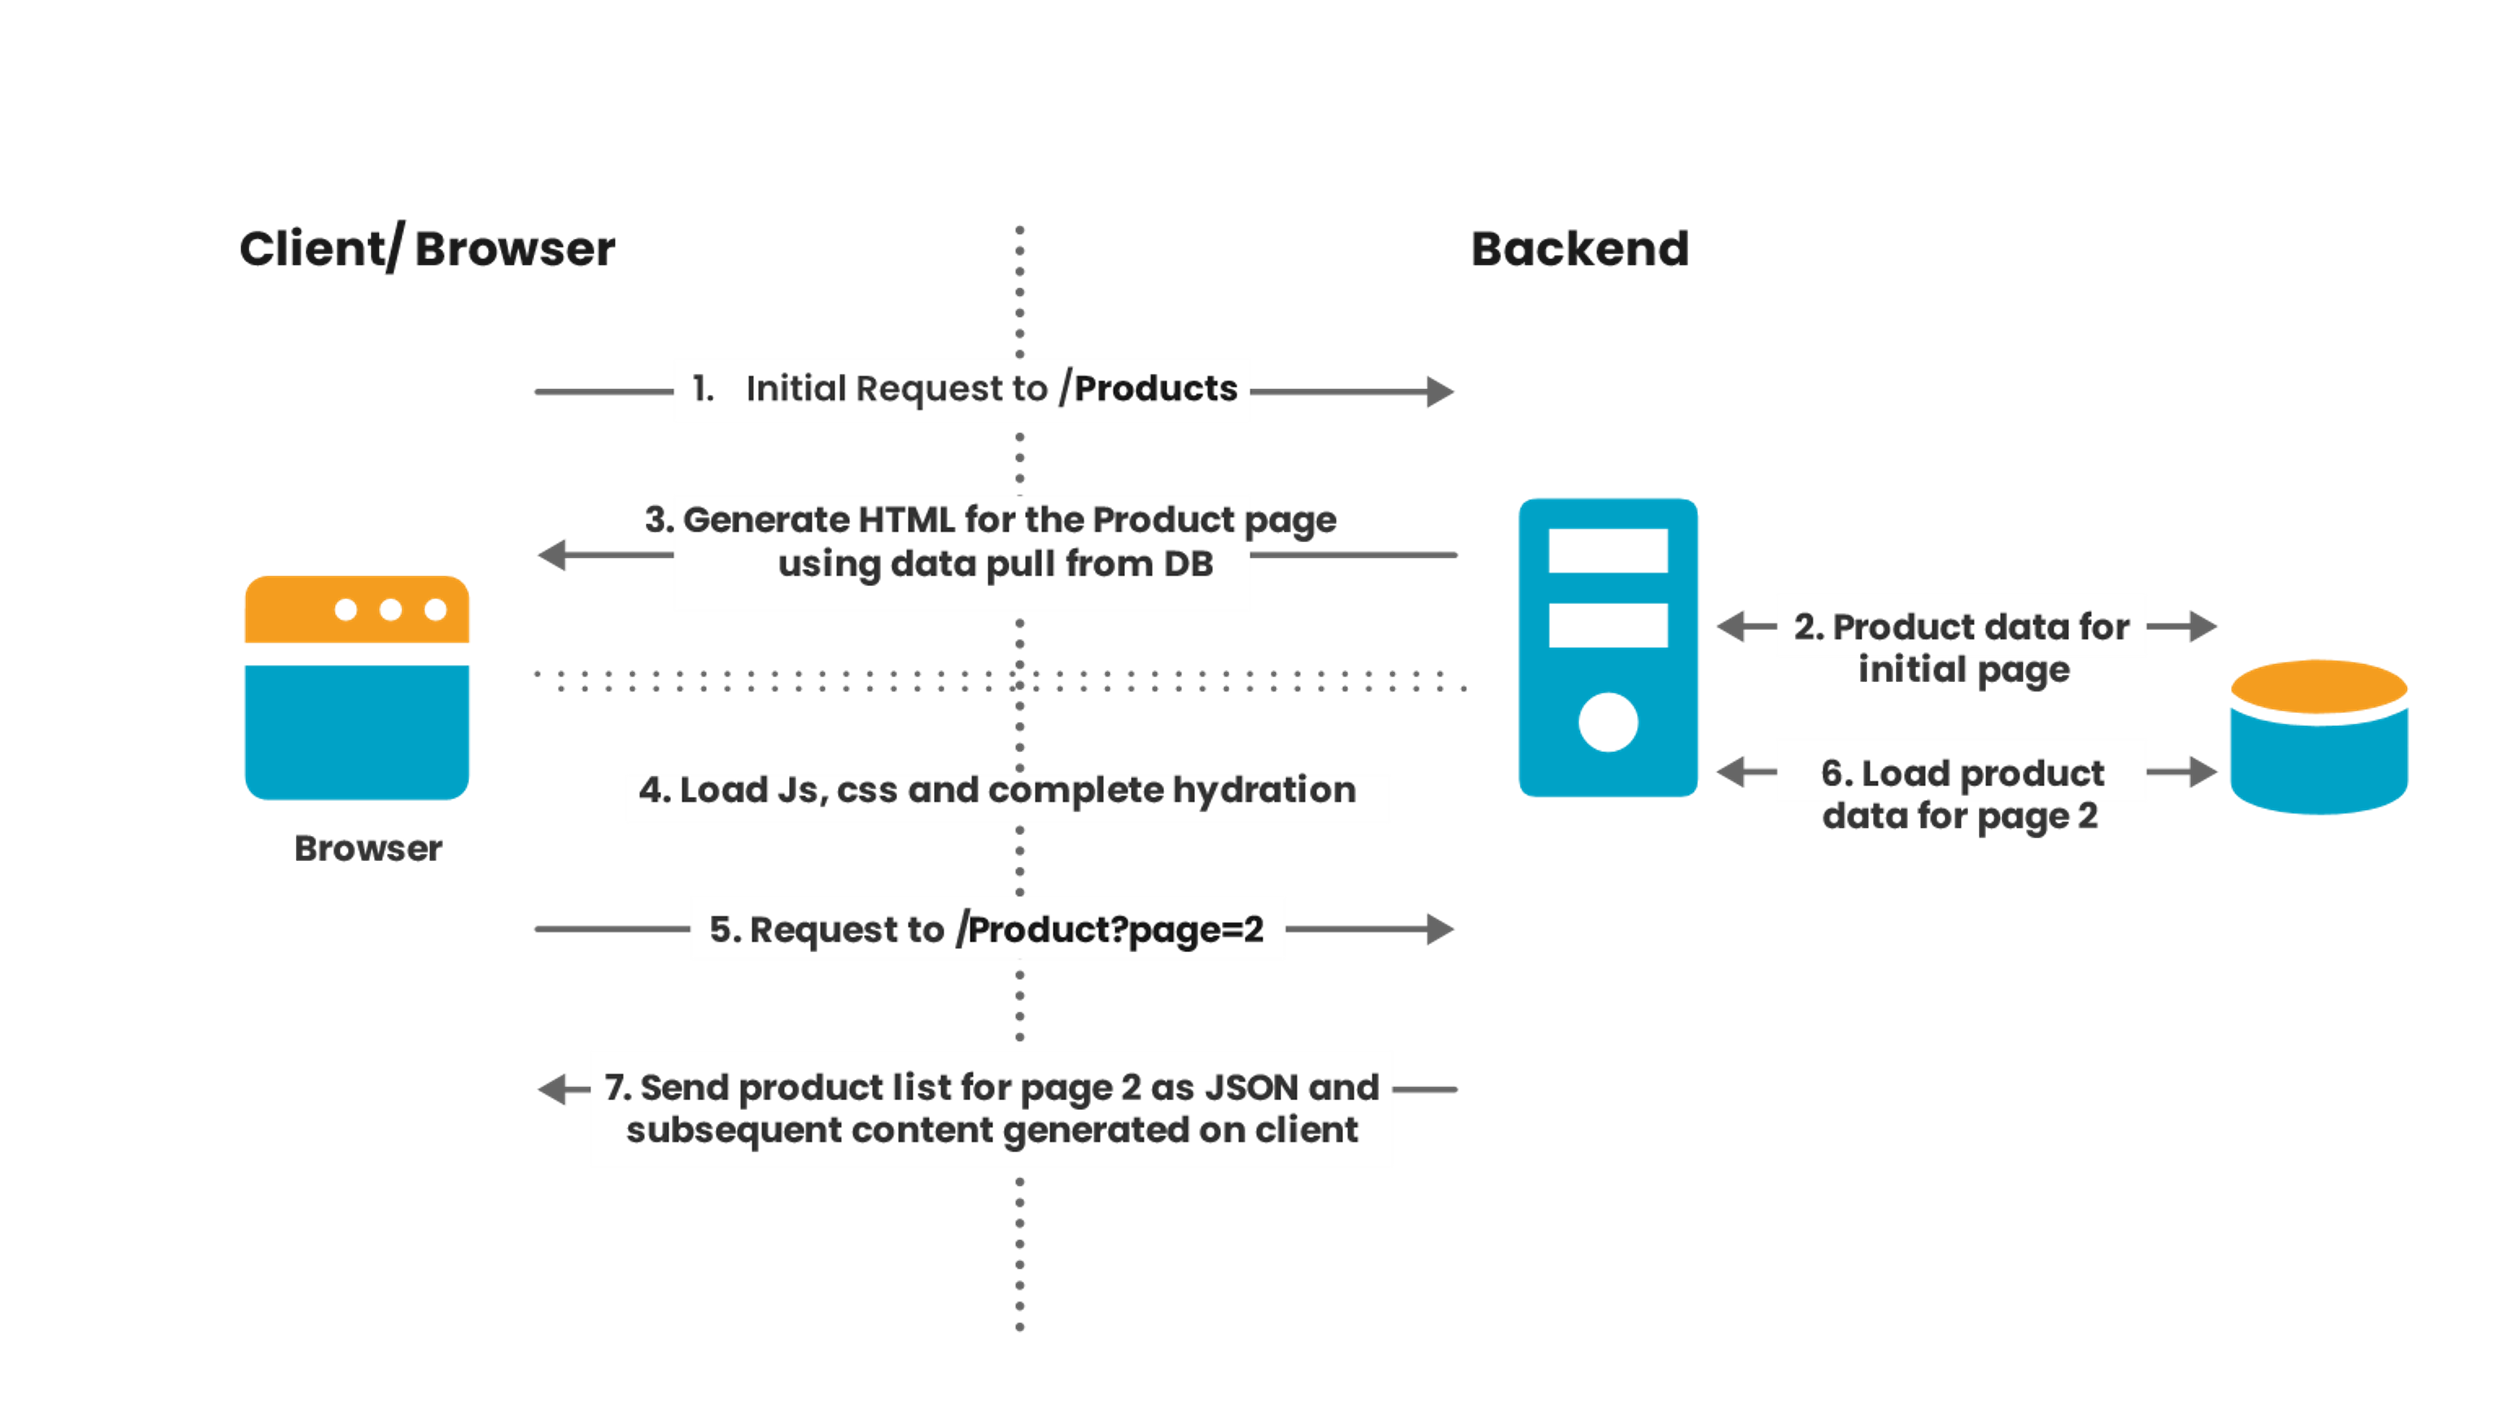 Client/ Browser
Backend
1. Initial Request to /Products
3. Generate HTML for the Product page
using data pull from DB
2. Product data for
initial page
4. Load Js, css and complete hydration
6. Load product
data for page 2
Browser
5. Request to /Product?page=2
7. Send product list for page 2 as JSON and
subsequent content generated on client